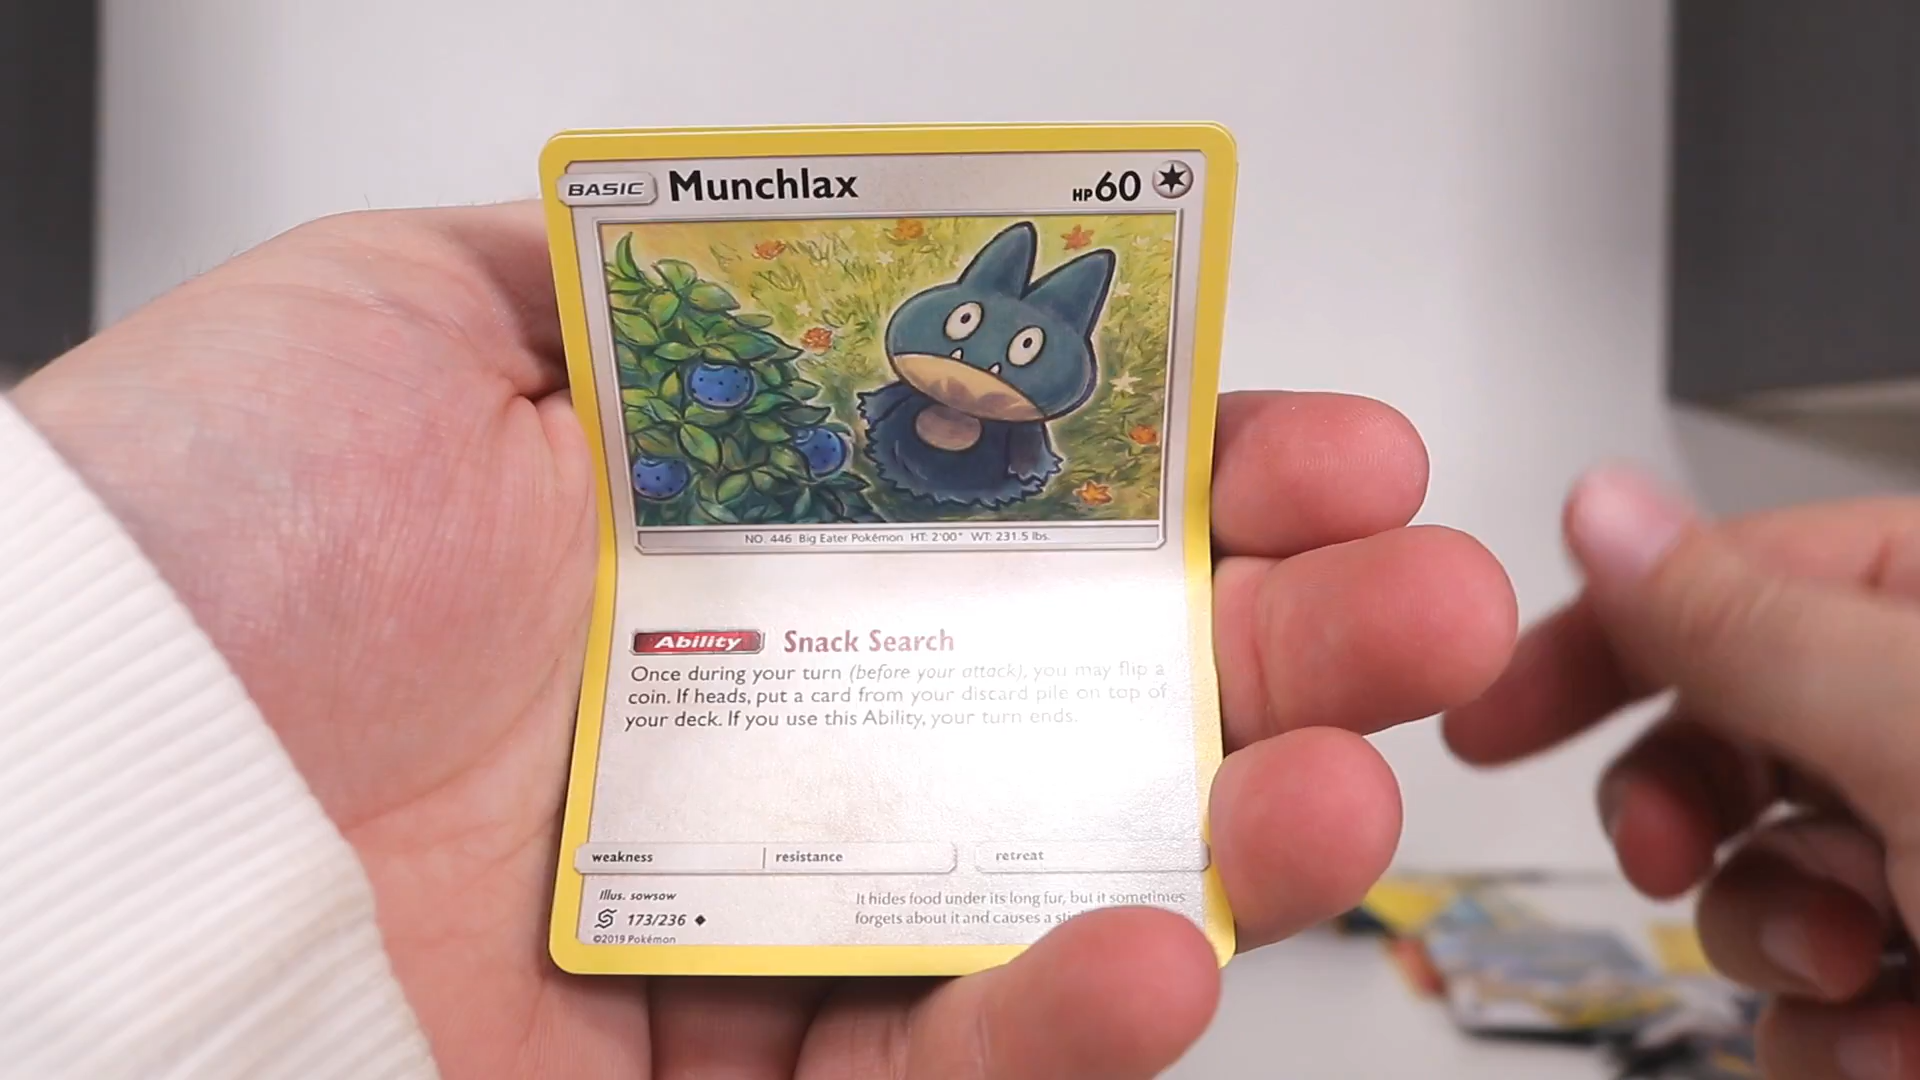 BASIC Munchlax HP60
NO. 446 Big Eater Pokémon HT: 2'00" WT: 231.5 lbs.
Ability Snack Search
Once during your turn (before your attack), you may flip a
coin. If heads, put a card from your discard pile on top of
your deck. If you use this Ability, your turn ends.
weakness resistance retreat
Illus. sowsow
173/236
©2019 Pokémon
It hides food under its long fur, but it sometimes
forgets about it and causes a